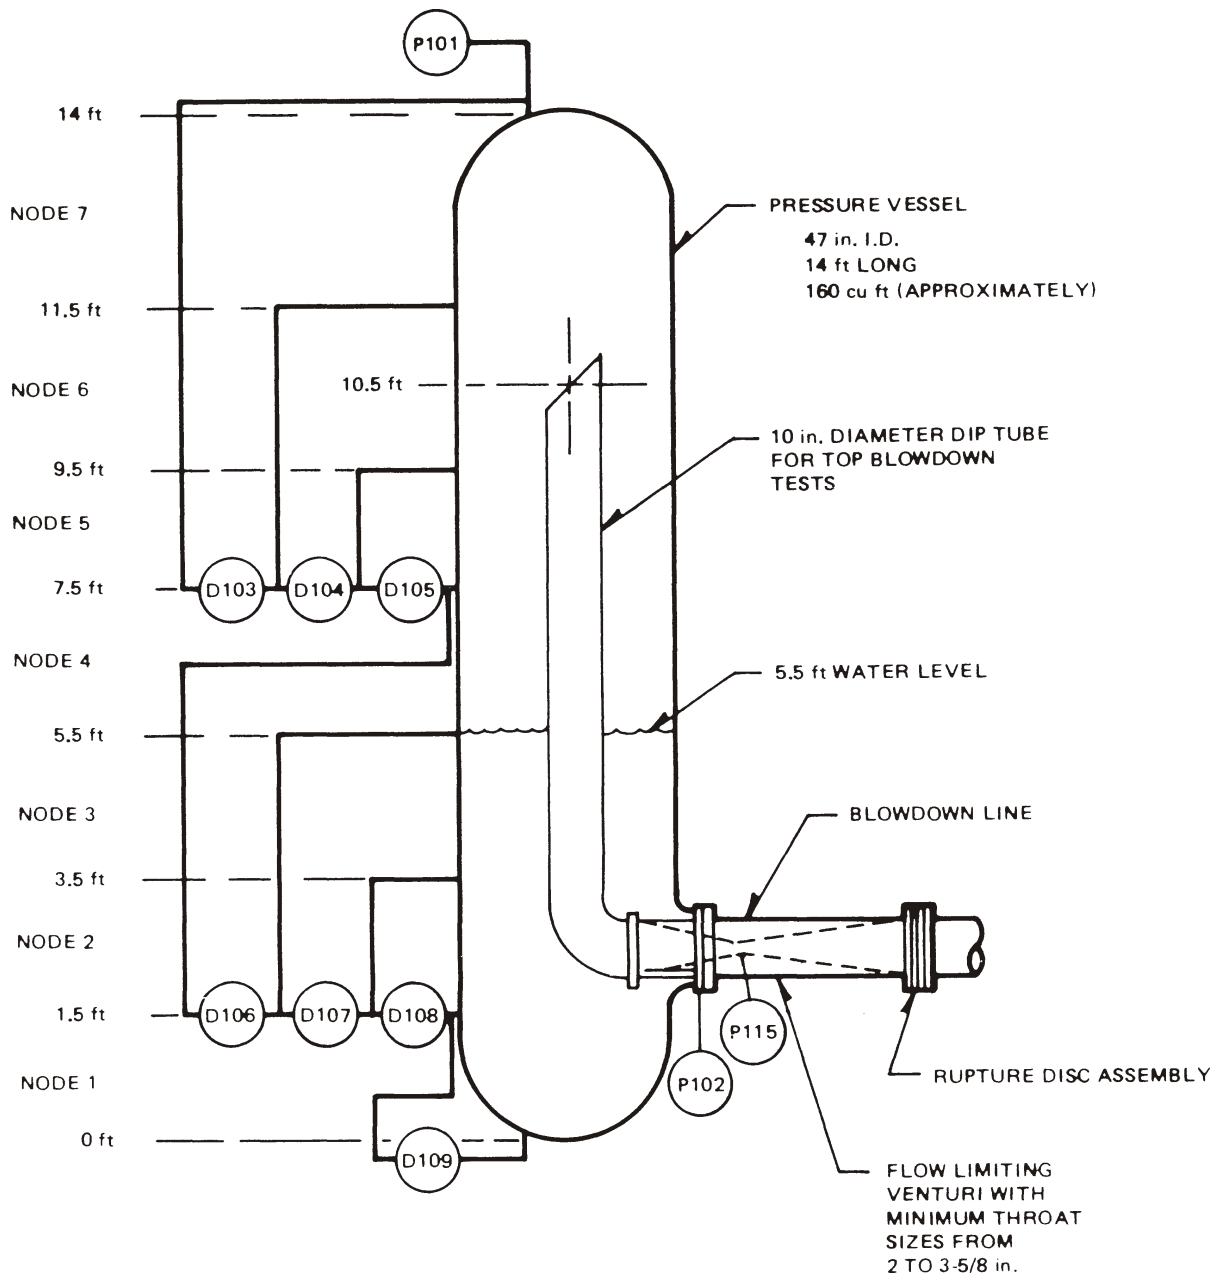 P101
14 ft
NODE 7
PRESSURE VESSEL
47 in. I.D.
14 ft LONG
160 cu ft (APPROXIMATELY)
11.5 ft
NODE 6
10.5 ft
10 in. DIAMETER DIP TUBE
FOR TOP BLOWDOWN
TESTS
9.5 ft
NODE 5
7.5 ft
D103
D104
D105
NODE 4
5.5 ft WATER LEVEL
5.5 ft
NODE 3
BLOWDOWN LINE
3.5 ft
NODE 2
1.5 ft
D106
D107
D108
P115
P102
NODE 1
RUPTURE DISC ASSEMBLY
0 ft
D109
FLOW LIMITING
VENTURI WITH
MINIMUM THROAT
SIZES FROM
2 TO 3-5/8 in.